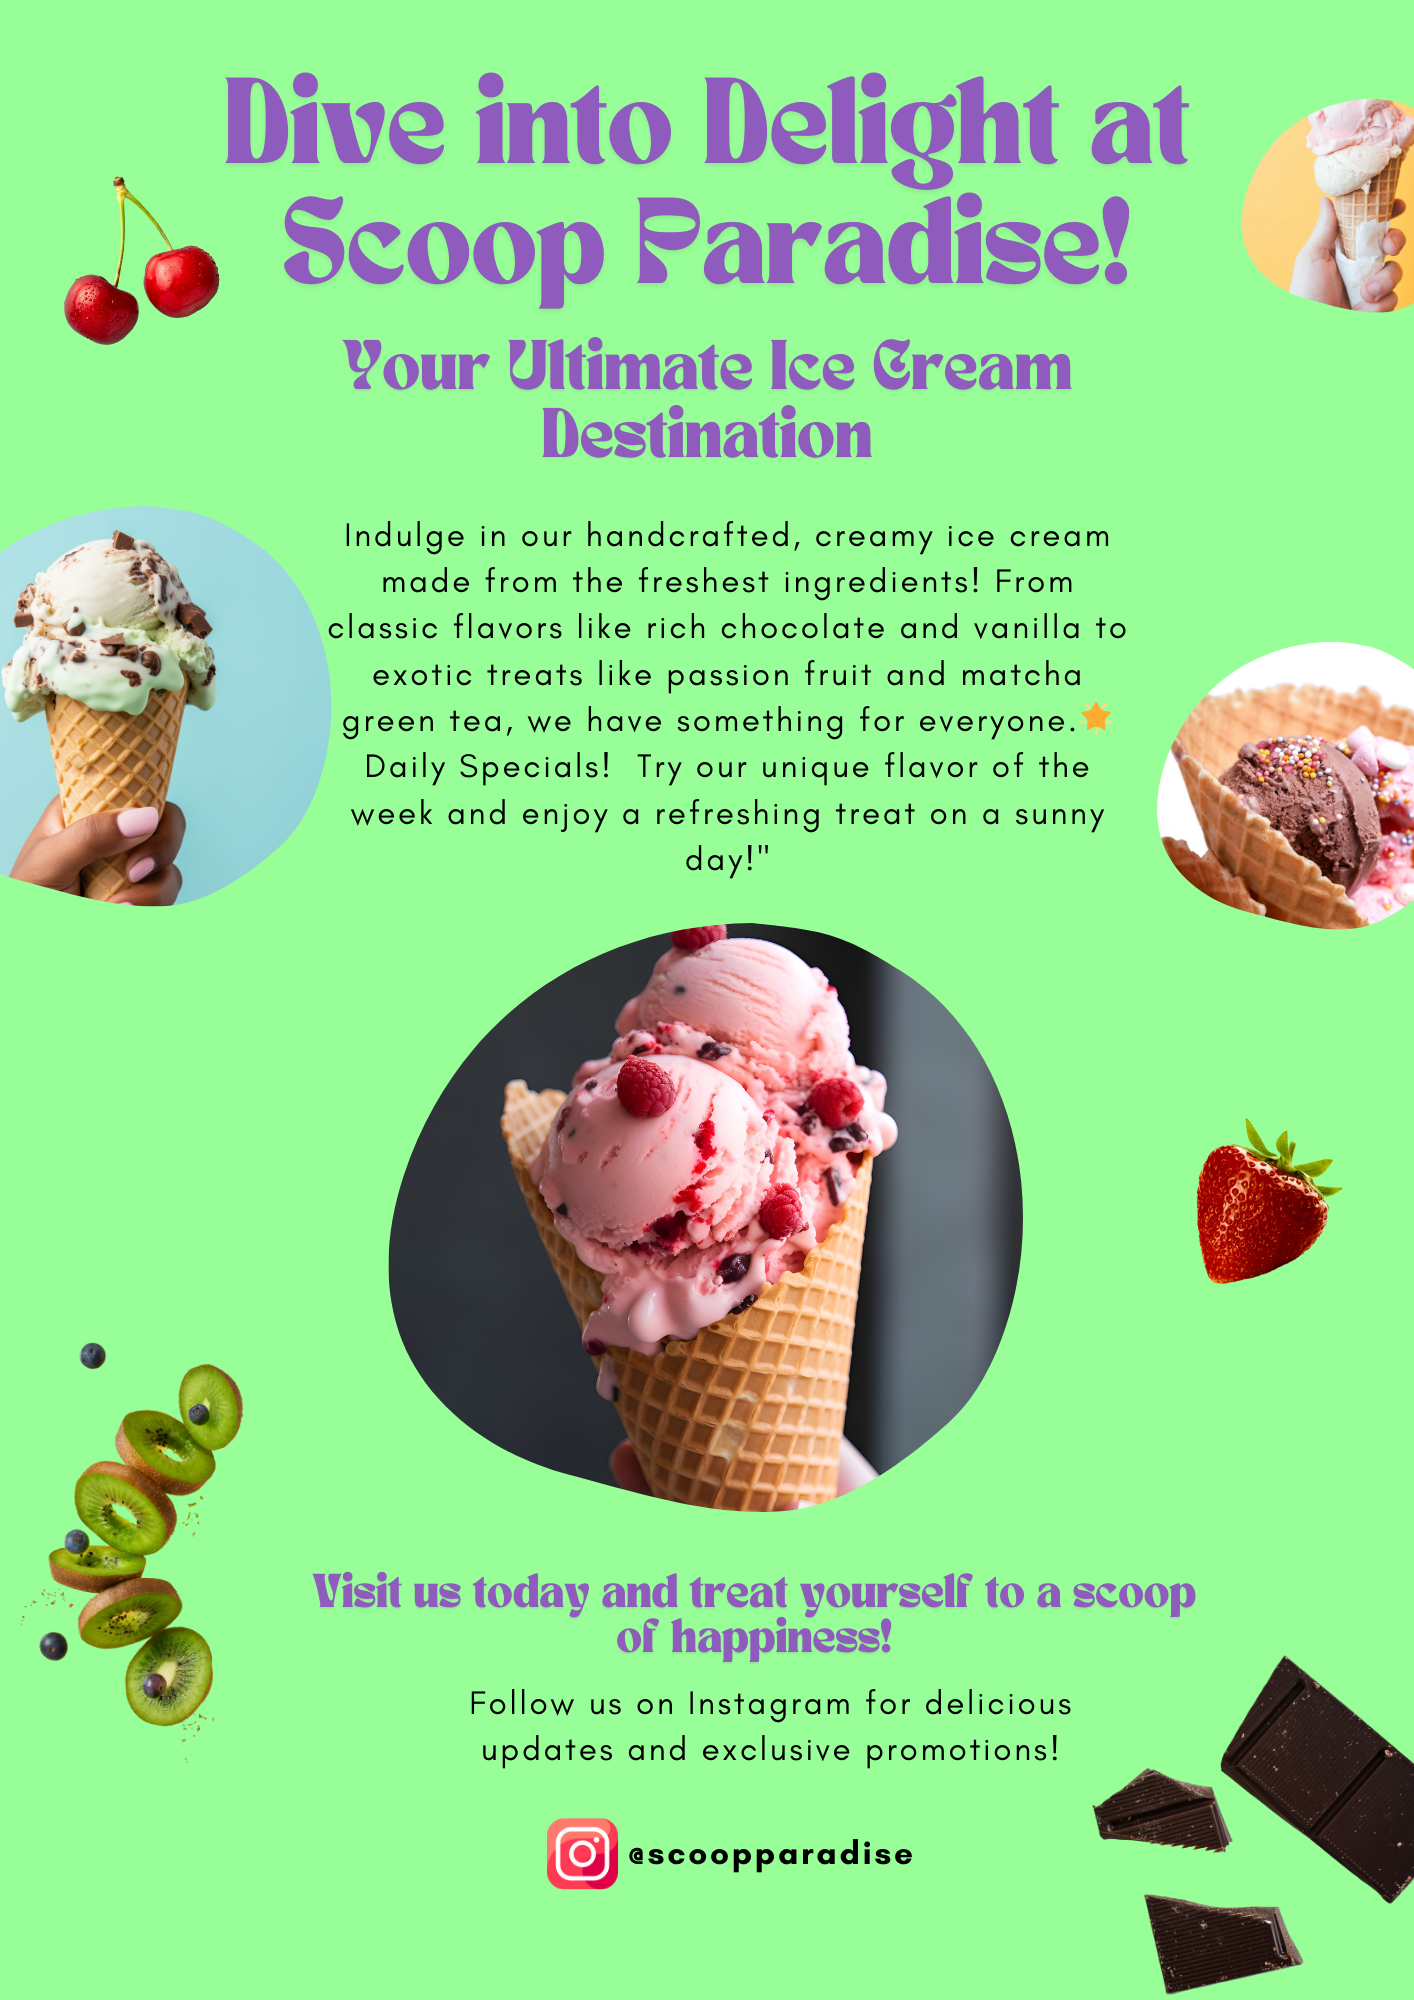 Dive into Delight at
Scoop Paradise!
Your Ultimate Ice Cream
Destination
Indulge in our handcrafted, creamy ice cream
made from the freshest ingredients! From
classic flavors like rich chocolate and vanilla to
exotic treats like passion fruit and matcha
green tea, we have something for everyone.🌟
Daily Specials!  Try our unique flavor of the
week and enjoy a refreshing treat on a sunny
day!"
Visit us today and treat yourself to a scoop
of happiness!
Follow us on Instagram for delicious
updates and exclusive promotions!
@scoopparadise